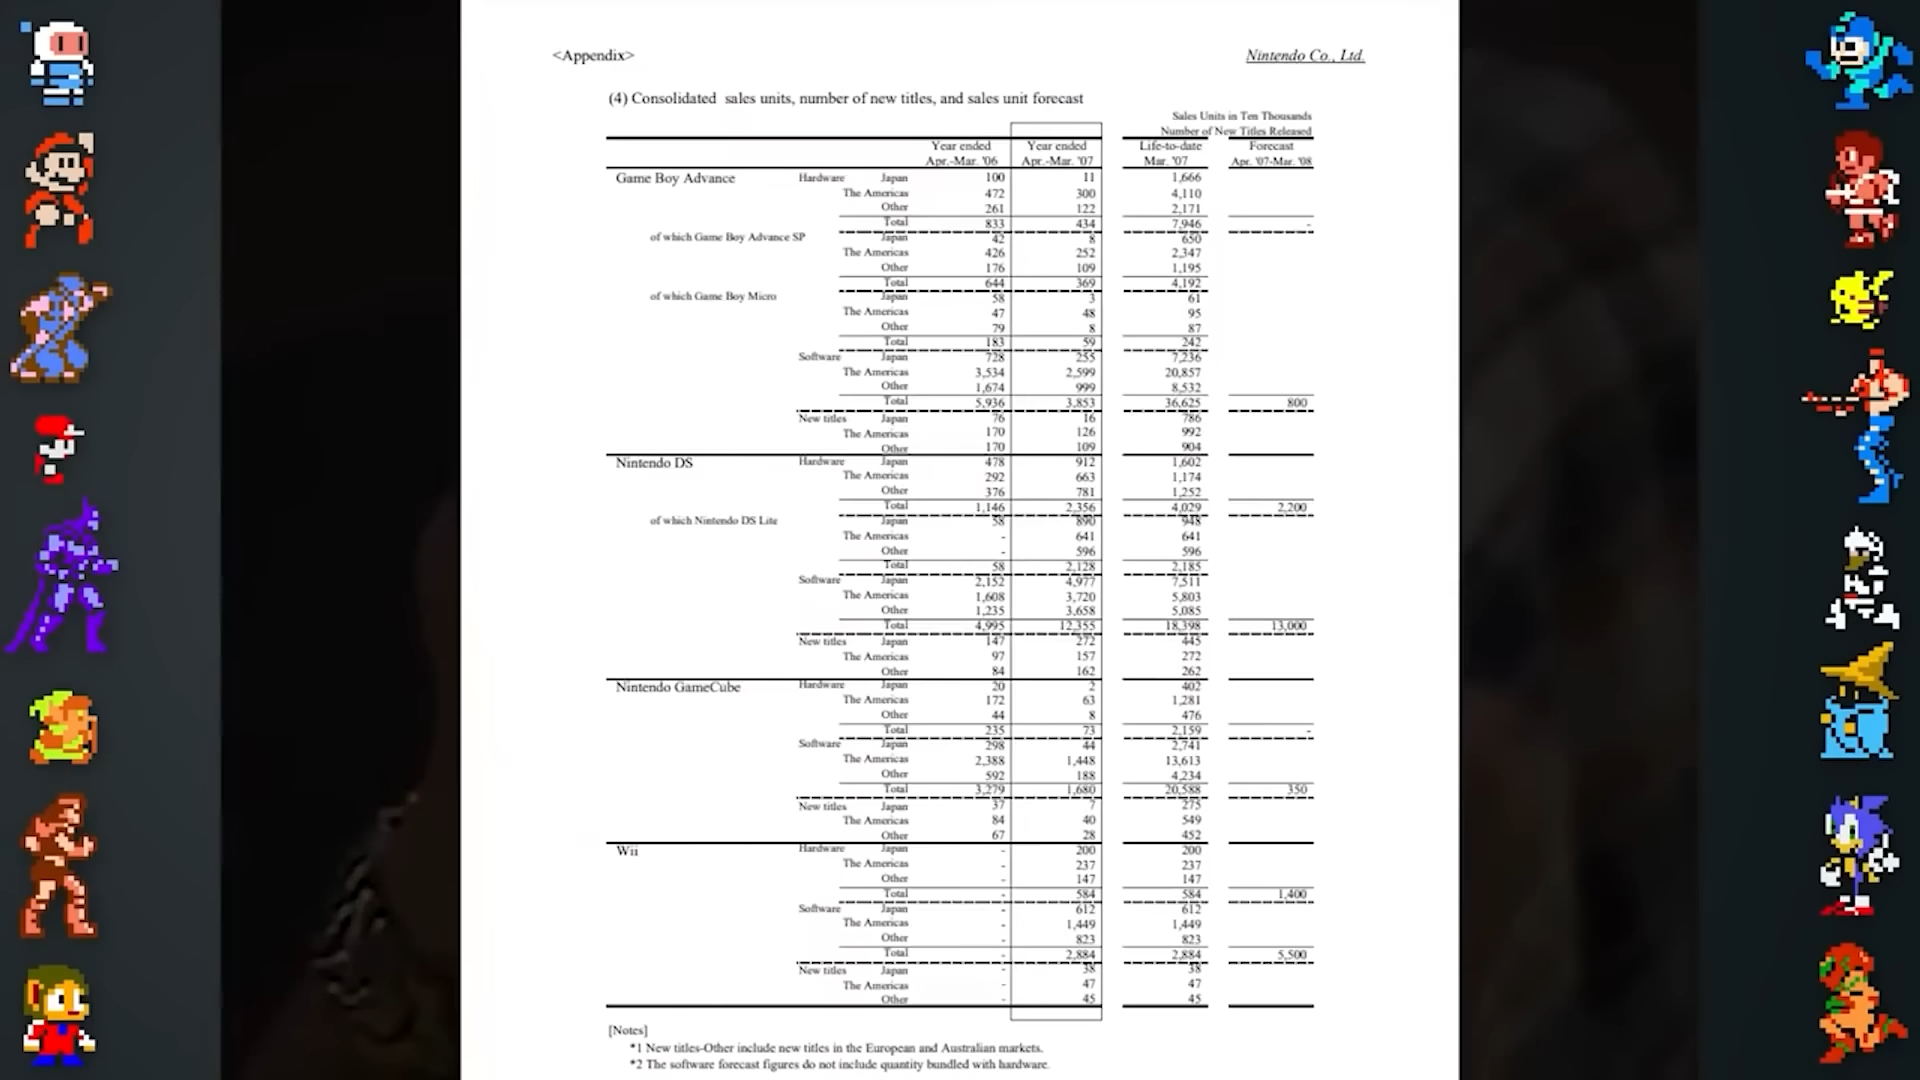 <Appendix> Nintendo Co., Ltd.
(4) Consolidated sales units, number of new titles, and sales unit forecast
Sales Units in Ten Thousands
Number of New Titles Released
Year ended Year ended Life-to-date Forecast
Apr.-Mar. '06 Apr.-Mar. '07 Mar. '07 Apr. '07-Mar. '08
Game Boy Advance Hardware Japan 100 11 1,666
The Americas 472 300 4,110
Other 261 122 2,171
Total 833 434 7,946 -
of which Game Boy Advance SP Japan 42 8 650
The Americas 426 252 2,347
Other 176 109 1,195
Total 644 369 4,192
of which Game Boy Micro Japan 58 3 61
The Americas 47 48 95
Other 79 8 87
Total 183 59 242
Software Japan 728 255 7,236
The Americas 3,534 2,599 20,857
Other 1,674 999 8,532
Total 5,936 3,853 36,625 800
New titles Japan 76 16 786
The Americas 170 126 992
Other 170 109 904
Nintendo DS Hardware Japan 478 912 1,602
The Americas 292 663 1,174
Other 376 781 1,252
Total 1,146 2,356 4,029 2,200
of which Nintendo DS Lite Japan 58 890 948
The Americas - 641 641
Other - 596 596
Total 58 2,128 2,185
Software Japan 2,152 4,977 7,511
The Americas 1,608 3,720 5,803
Other 1,235 3,658 5,085
Total 4,995 12,355 18,398 13,000
New titles Japan 147 272 445
The Americas 97 157 272
Other 84 162 262
Nintendo GameCube Hardware Japan 20 2 402
The Americas 172 63 1,281
Other 44 8 476
Total 235 73 2,159 -
Software Japan 298 44 2,741
The Americas 2,388 1,448 13,613
Other 592 188 4,234
Total 3,279 1,680 20,588 350
New titles Japan 37 7 275
The Americas 84 40 549
Other 67 28 452
Wii Hardware Japan - 200 200
The Americas - 237 237
Other - 147 147
Total - 584 584 1,400
Software Japan - 612 612
The Americas - 1,449 1,449
Other - 823 823
Total - 2,884 2,884 5,500
New titles Japan - 38 38
The Americas - 47 47
Other - 45 45
[Notes]
*1 New titles-Other include new titles in the European and Australian markets.
*2 The software forecast figures do not include quantity bundled with hardware.